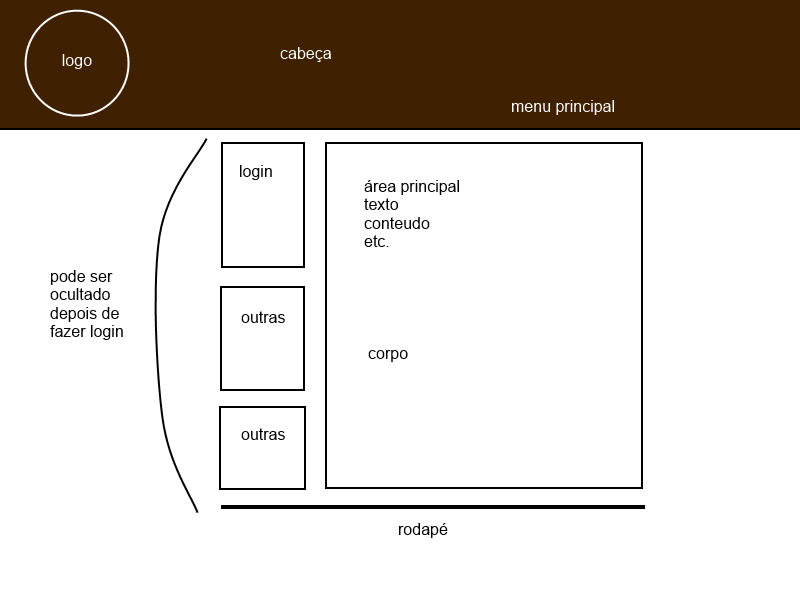 logo
cabeça
menu principal
login
área principal
texto
conteudo
etc.
pode ser
ocultado
depois de
fazer login
outras
corpo
outras
rodapé